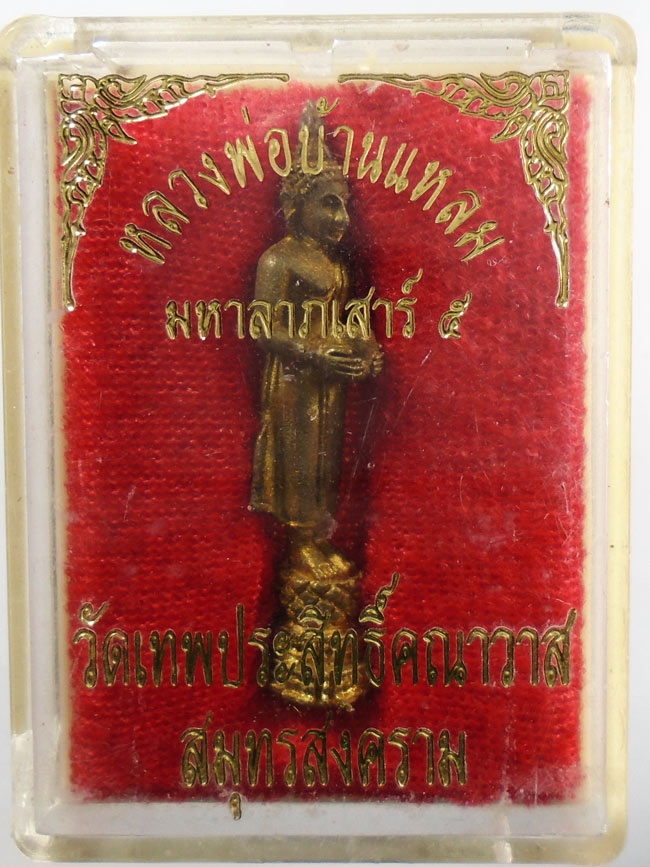 หลวงพ่อบ้านแหลม
มหาลาภเสาร์ ๕
วัดเทพประสิทธิ์คณาวาส
สมุทรสงคราม